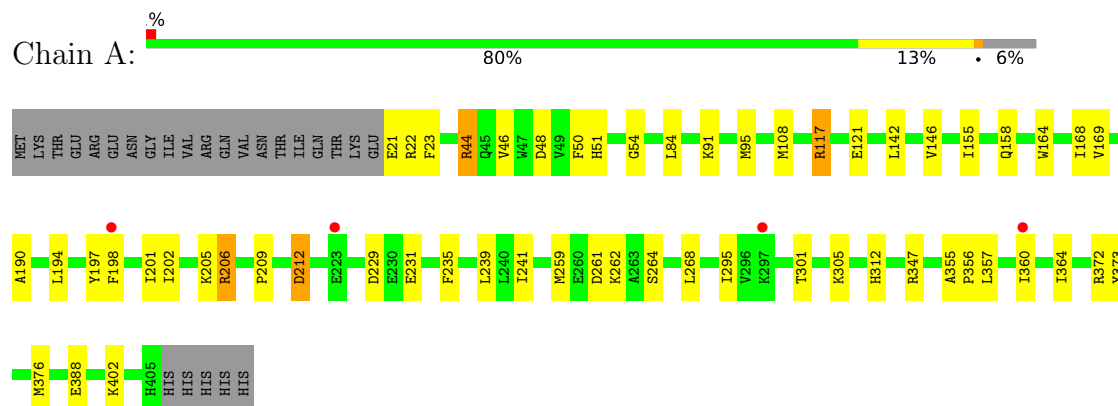 %
Chain A:
80% 13% • 6%
MET LYS THR GLU ARG GLU ASN GLY ILE VAL ARG GLN VAL ASN THR ILE GLN THR LYS GLU E21 R22 F23 R44 Q45 V46 W47 D48 V49 F50 H51 G54 L84 K91 M95 M108 R117 E121 L142 V146 I155 Q158 W164 I168 V169
A190 L194 Y197 F198 I201 I202 K205 R206 P209 D212 E223 D229 E230 E231 F235 L239 L240 I241 M259 E260 D261 K262 A263 S264 L268 I295 V296 K297 T301 K305 H312 R347 A355 P356 L357 I360 I364 R372
M376 E388 K402 H405 HIS HIS HIS HIS HIS